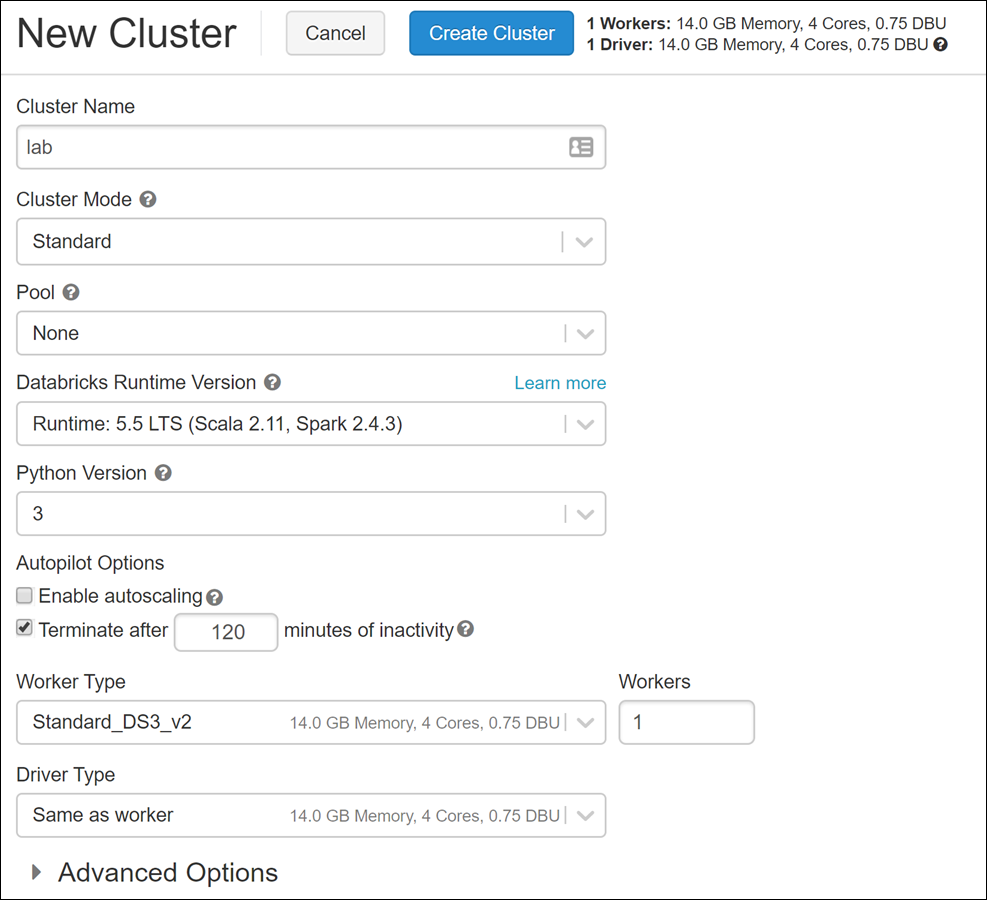 New Cluster
Cancel
Create Cluster
1 Workers: 14.0 GB Memory, 4 Cores, 0.75 DBU
1 Driver: 14.0 GB Memory, 4 Cores, 0.75 DBU ?
Cluster Name
lab
Cluster Mode ?
Standard
Pool ?
None
Databricks Runtime Version ? Learn more
Runtime: 5.5 LTS (Scala 2.11, Spark 2.4.3)
Python Version ?
3
Autopilot Options
Enable autoscaling ?
Terminate after 120 minutes of inactivity ?
Worker Type Workers
Standard_DS3_v2 14.0 GB Memory, 4 Cores, 0.75 DBU 1
Driver Type
Same as worker 14.0 GB Memory, 4 Cores, 0.75 DBU
Advanced Options